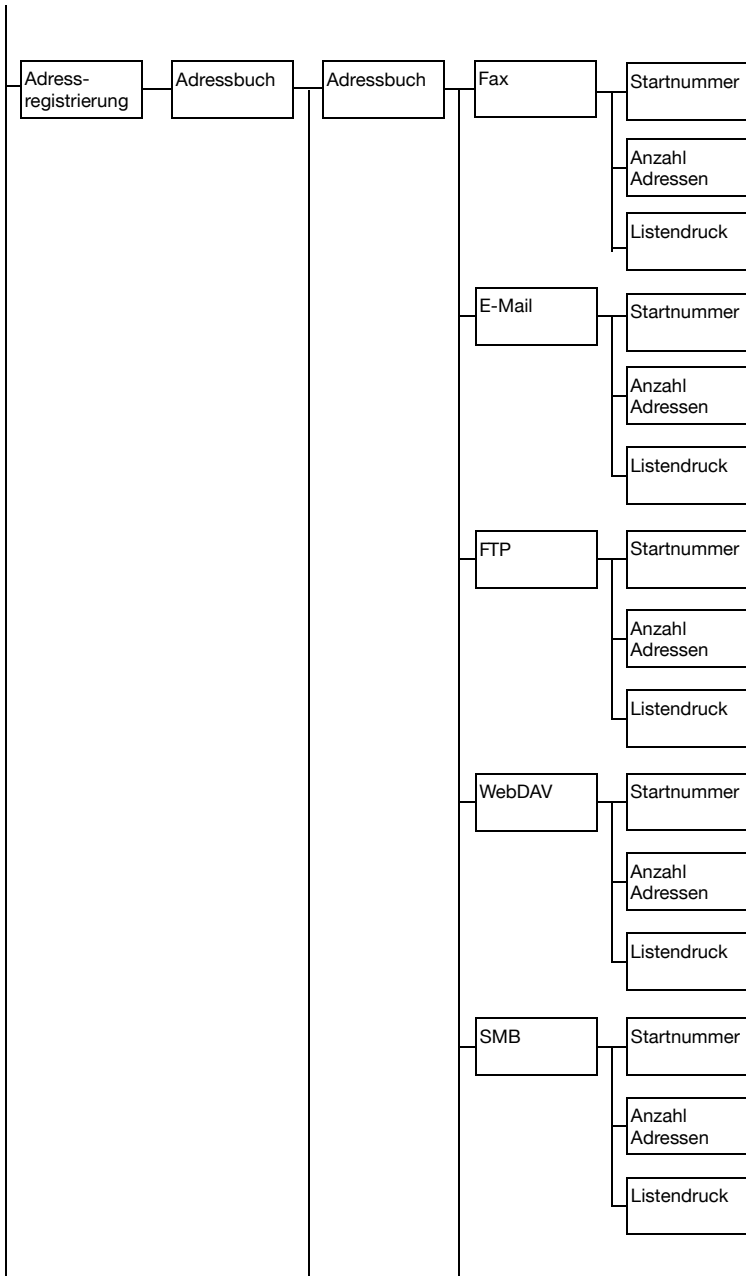 Adress-
registrierung
Adressbuch
Adressbuch
Fax
Startnummer
Anzahl
Adressen
Listendruck
E-Mail
Startnummer
Anzahl
Adressen
Listendruck
FTP
Startnummer
Anzahl
Adressen
Listendruck
WebDAV
Startnummer
Anzahl
Adressen
Listendruck
SMB
Startnummer
Anzahl
Adressen
Listendruck